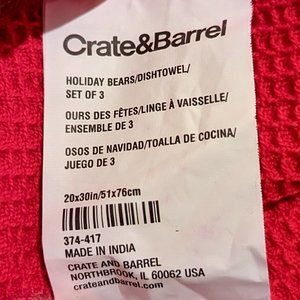 Crate&Barrel
HOLIDAY BEARS/DISHTOWEL/
SET OF 3
OURS DES FÊTES/LINGE À VAISSELLE/
ENSEMBLE DE 3
OSOS DE NAVIDAD/TOALLA DE COCINA/
JUEGO DE 3
20x30in/51x76cm
374-417
MADE IN INDIA
CRATE AND BARREL
NORTHBROOK, IL 60062 USA
crateandbarrel.com